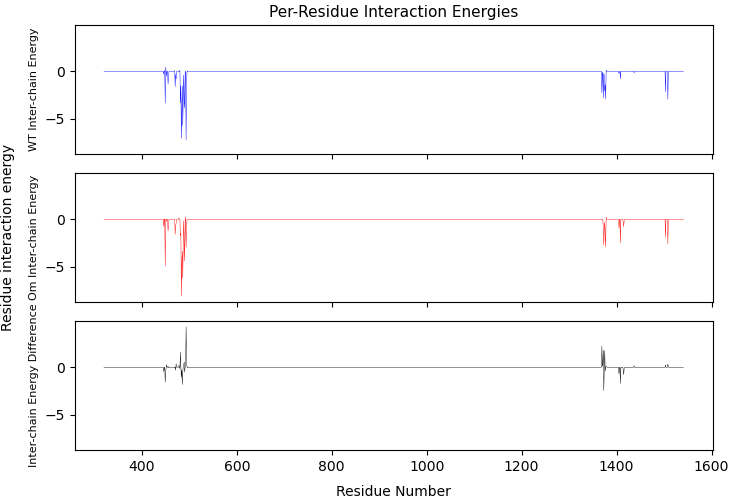 Per-Residue Interaction Energies
Residue interaction energy
WT Inter-chain Energy
0
−5
Om Inter-chain Energy
0
−5
Inter-chain Energy Difference
0
−5
400 600 800 1000 1200 1400 1600
Residue Number